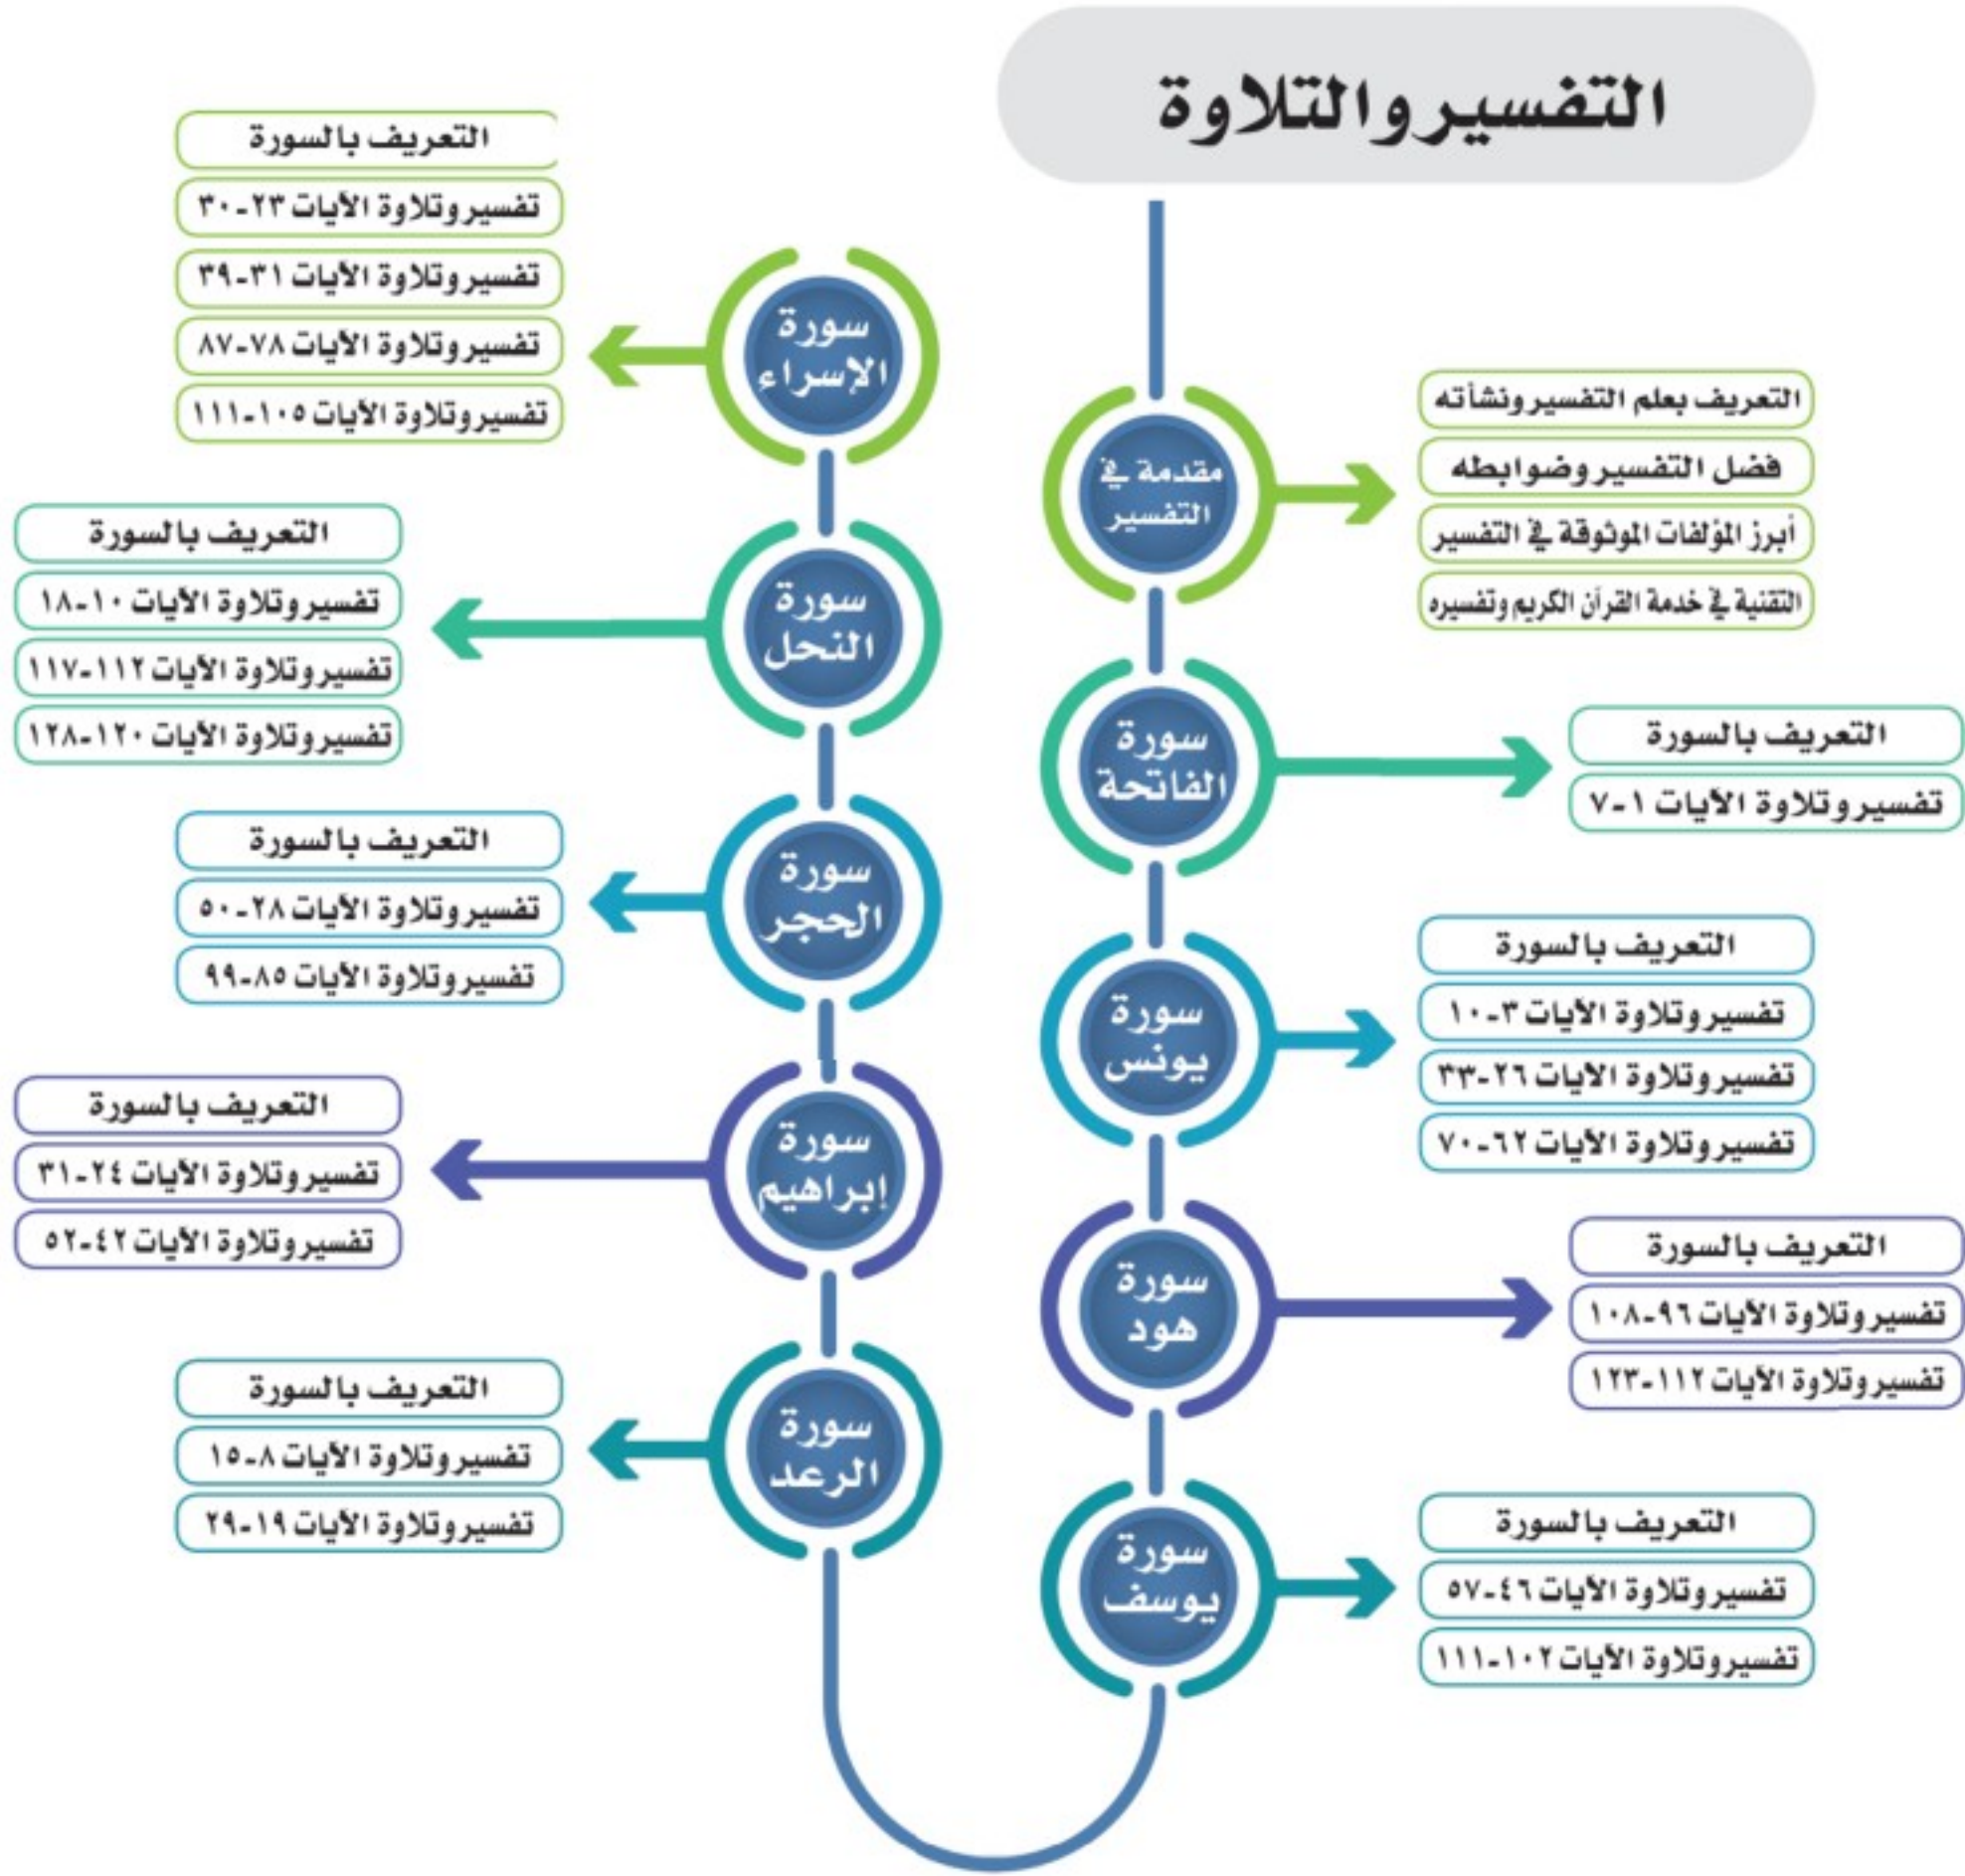 التفسير والتلاوة
مقدمة في
التفسير
التعريف بعلم التفسير ونشأته
فضل التفسير وضوابطه
أبرز المؤلفات الموثوقة في التفسير
التقنية في خدمة القرآن الكريم وتفسيره
سورة
الفاتحة
التعريف بالسورة
تفسير وتلاوة الآيات ١-٧
سورة
يونس
التعريف بالسورة
تفسير وتلاوة الآيات ٣-١٠
تفسير وتلاوة الآيات ٢٦-٣٣
تفسير وتلاوة الآيات ٦٢-٧٠
سورة
هود
التعريف بالسورة
تفسير وتلاوة الآيات ٩٦-١٠٨
تفسير وتلاوة الآيات ١١٢-١٢٣
سورة
يوسف
التعريف بالسورة
تفسير وتلاوة الآيات ٤٦-٥٧
تفسير وتلاوة الآيات ١٠٢-١١١
سورة
الرعد
التعريف بالسورة
تفسير وتلاوة الآيات ٨-١٥
تفسير وتلاوة الآيات ١٩-٢٩
سورة
إبراهيم
التعريف بالسورة
تفسير وتلاوة الآيات ٢٤-٣١
تفسير وتلاوة الآيات ٤٢-٥٢
سورة
الحجر
التعريف بالسورة
تفسير وتلاوة الآيات ٢٨-٥٠
تفسير وتلاوة الآيات ٨٥-٩٩
سورة
النحل
التعريف بالسورة
تفسير وتلاوة الآيات ١٠-١٨
تفسير وتلاوة الآيات ١١٢-١١٧
تفسير وتلاوة الآيات ١٢٠-١٢٨
سورة
الإسراء
التعريف بالسورة
تفسير وتلاوة الآيات ٢٣-٣٠
تفسير وتلاوة الآيات ٣١-٣٩
تفسير وتلاوة الآيات ٧٨-٨٧
تفسير وتلاوة الآيات ١٠٥-١١١